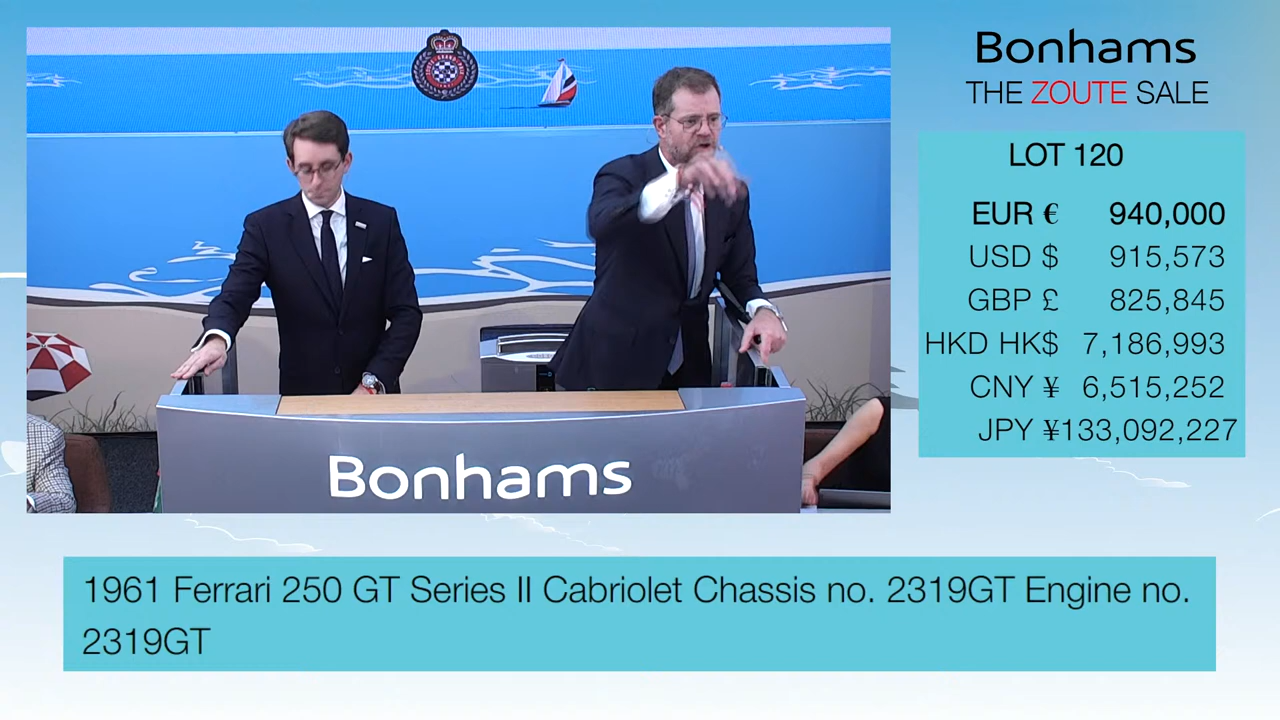 Bonhams
THE ZOUTE SALE
LOT 120
EUR € 940,000
USD $ 915,573
GBP £ 825,845
HKD HK$ 7,186,993
CNY ¥ 6,515,252
JPY ¥133,092,227
Bonhams
1961 Ferrari 250 GT Series II Cabriolet Chassis no. 2319GT Engine no.
2319GT